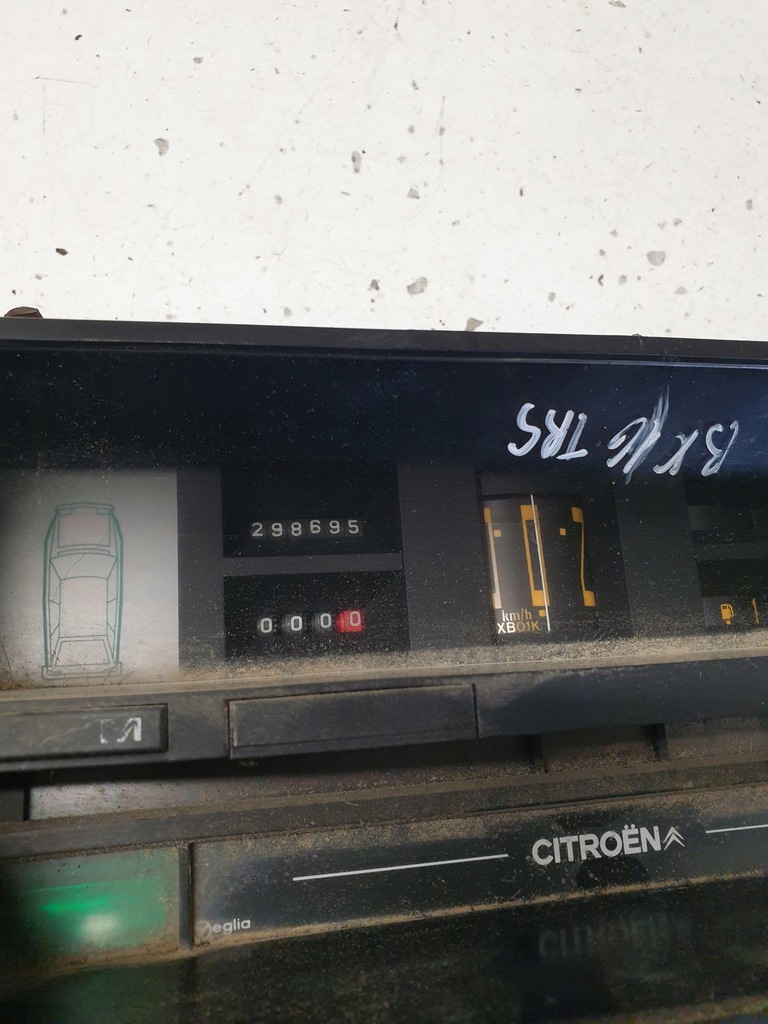 BX 16 TRS
298695
0000
km/h
XB01K
CITROËN
Veglia